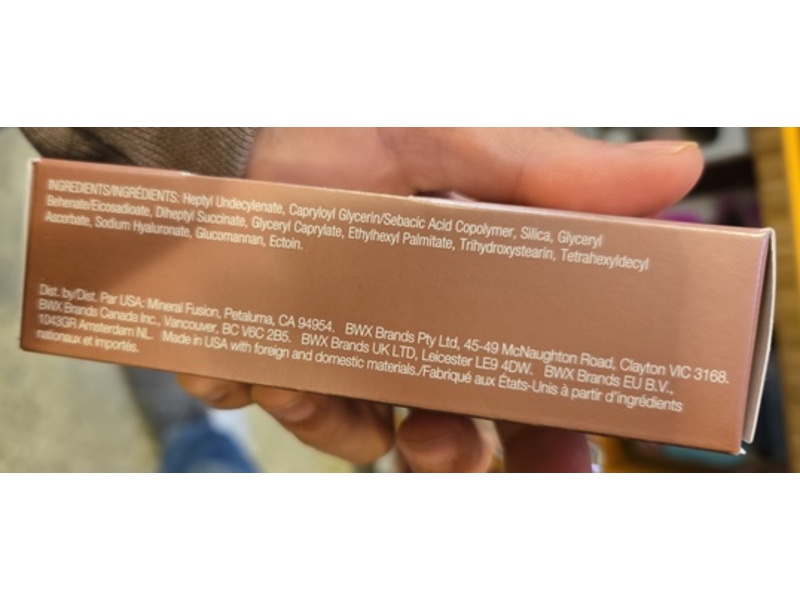 INGREDIENTS/INGRÉDIENTS: Heptyl Undecylenate, Capryloyl Glycerin/Sebacic Acid Copolymer, Silica, Glyceryl
Behenate/Eicosadioate, Diheptyl Succinate, Glyceryl Caprylate, Ethylhexyl Palmitate, Trihydroxystearin, Tetrahexyldecyl
Ascorbate, Sodium Hyaluronate, Glucomannan, Ectoin.
Dist. by/Dist. Par USA: Mineral Fusion, Petaluma, CA 94954. BWX Brands Pty Ltd, 45-49 McNaughton Road, Clayton VIC 3168.
BWX Brands Canada Inc., Vancouver, BC V6C 2B5. BWX Brands UK LTD, Leicester LE9 4DW. BWX Brands EU B.V.,
1043GR Amsterdam NL. Made in USA with foreign and domestic materials./Fabriqué aux États-Unis à partir d'ingrédients
nationaux et importés.